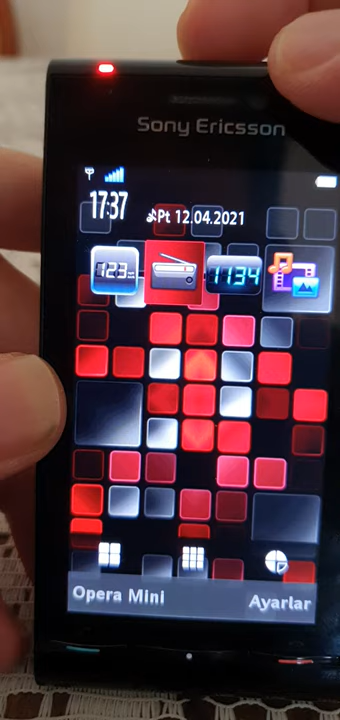 Sony Ericsson
17:37
Pt 12.04.2021
123
1134
Opera Mini
Ayarlar